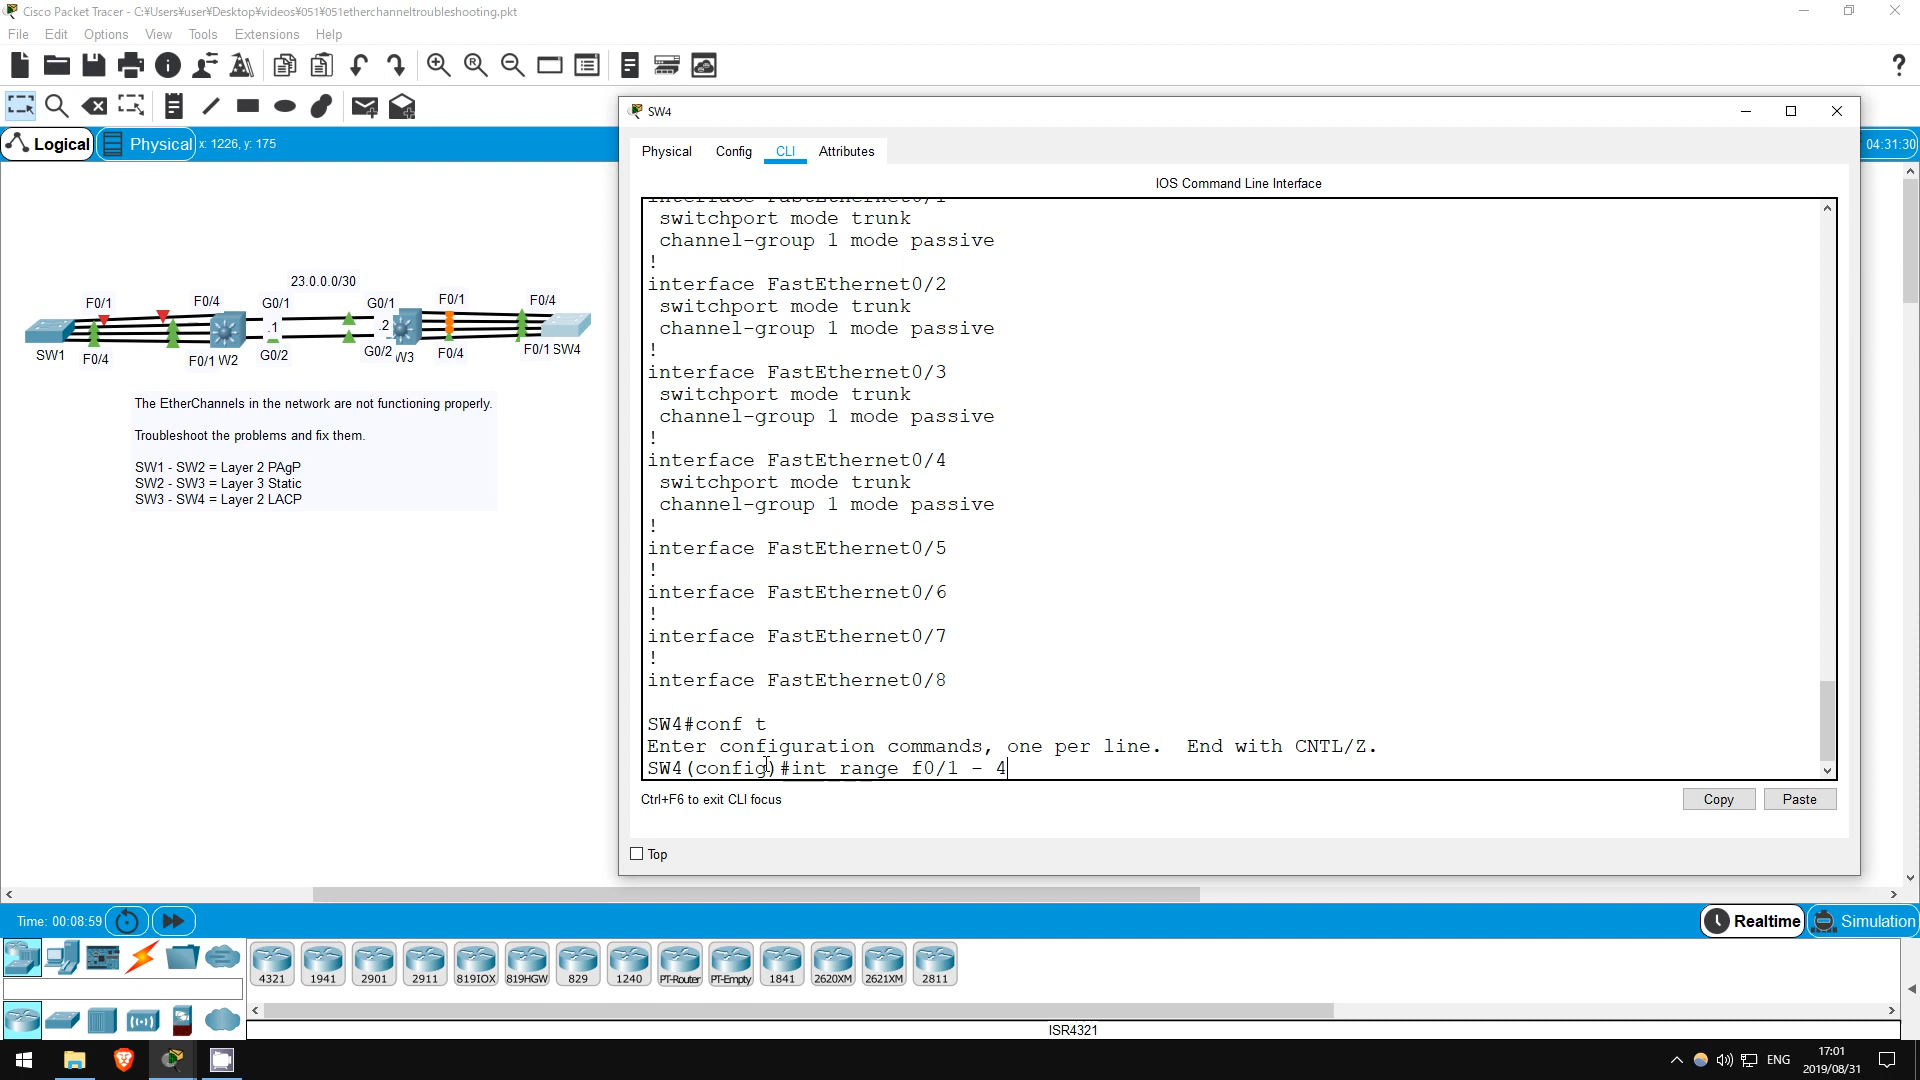 Cisco Packet Tracer - C:¥Users¥user¥Desktop¥videos¥051¥051etherchanneltroubleshooting.pkt
File Edit Options View Tools Extensions Help
Logical Physical x: 1226, y: 175
04:31:30
23.0.0.0/30
F0/1 F0/4 G0/1 G0/1 F0/1 F0/4
.1 .2
SW1 F0/4 F0/1 W2 G0/2 G0/2 W3 F0/4 F0/1 SW4
The EtherChannels in the network are not functioning properly.
Troubleshoot the problems and fix them.
SW1 - SW2 = Layer 2 PAgP
SW2 - SW3 = Layer 3 Static
SW3 - SW4 = Layer 2 LACP
SW4
Physical Config CLI Attributes
IOS Command Line Interface
interface FastEthernet0/1
switchport mode trunk
channel-group 1 mode passive
!
interface FastEthernet0/2
switchport mode trunk
channel-group 1 mode passive
!
interface FastEthernet0/3
switchport mode trunk
channel-group 1 mode passive
!
interface FastEthernet0/4
switchport mode trunk
channel-group 1 mode passive
!
interface FastEthernet0/5
!
interface FastEthernet0/6
!
interface FastEthernet0/7
!
interface FastEthernet0/8
SW4#conf t
Enter configuration commands, one per line.  End with CNTL/Z.
SW4(config)#int range f0/1 - 4
Ctrl+F6 to exit CLI focus
Copy Paste
Top
Time: 00:08:59
Realtime Simulation
4321 1941 2901 2911 819IOX 819HGW 829 1240 PT-Router PT-Empty 1841 2620XM 2621XM 2811
ISR4321
ENG
17:01
2019/08/31